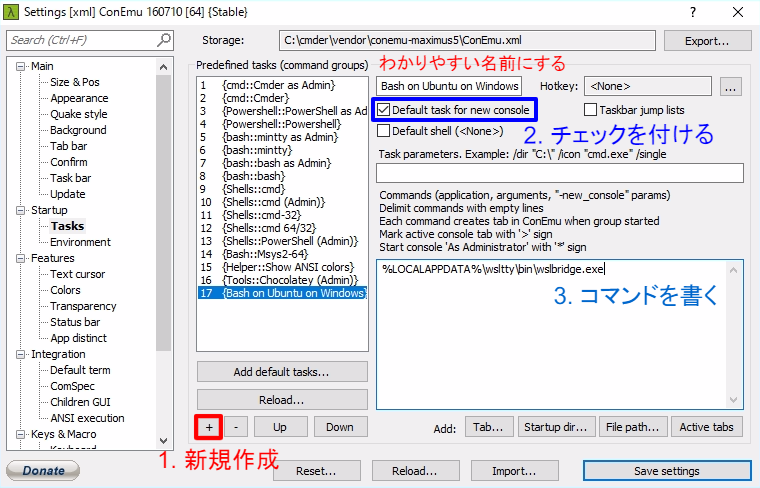 Settings [xml] ConEmu 160710 [64] {Stable}
Search (Ctrl+F)
Storage:
C:\cmder\vendor\conemu-maximus5\ConEmu.xml
Export...
Main
Size & Pos
Appearance
Quake style
Background
Tab bar
Confirm
Task bar
Update
Startup
Tasks
Environment
Features
Text cursor
Colors
Transparency
Status bar
App distinct
Integration
Default term
ComSpec
Children GUI
ANSI execution
Keys & Macro
Predefined tasks (command groups)
わかりやすい名前にする
1 {cmd::Cmder as Admin}
2 {cmd::Cmder}
3 {Powershell::PowerShell as Ad
4 {Powershell::Powershell}
5 {bash::mintty as Admin}
6 {bash::mintty}
7 {bash::bash as Admin}
8 {bash::bash}
9 {Shells::cmd}
10 {Shells::cmd (Admin)}
11 {Shells::cmd-32}
12 {Shells::cmd 64/32}
13 {Shells::PowerShell (Admin)}
14 {Bash::Msys2-64}
15 {Helper::Show ANSI colors}
16 {Tools::Chocolatey (Admin)}
17 {Bash on Ubuntu on Windows}
Bash on Ubuntu on Windows
Hotkey:
<None>
...
Default task for new console
Taskbar jump lists
Default shell (<None>)
2. チェックを付ける
Task parameters. Example: /dir "C:\" /icon "cmd.exe" /single
Commands (application, arguments, "-new_console" params)
Delimit commands with empty lines
Each command creates tab in ConEmu when group started
Mark active console tab with '>' sign
Start console 'As Administrator' with '*' sign
%LOCALAPPDATA%\wsltty\bin\wslbridge.exe
3. コマンドを書く
Add default tasks...
Reload...
+
-
Up
Down
Add:
Tab...
Startup dir...
File path...
Active tabs
1. 新規作成
Donate
Reset...
Reload...
Import...
Save settings